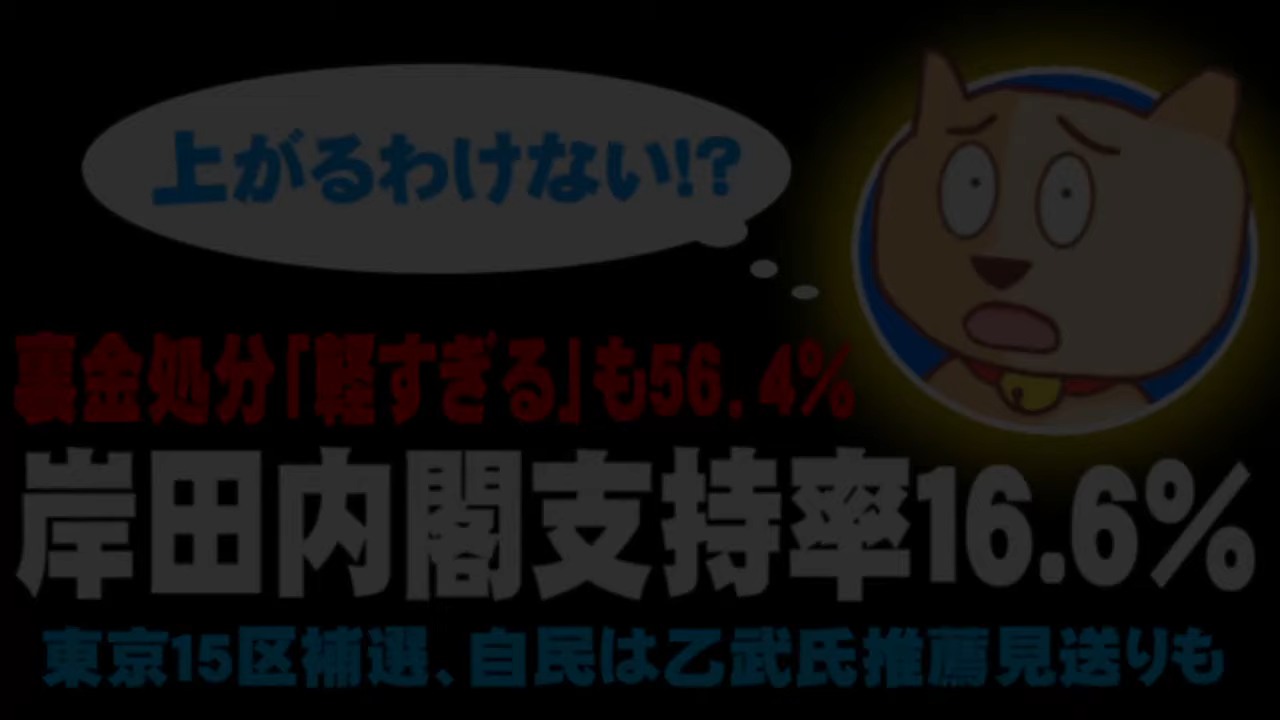 上がるわけない!?
裏金処分「軽すぎる」も56.4%
岸田内閣支持率16.6%
東京15区補選、自民は乙武氏推薦見送りも